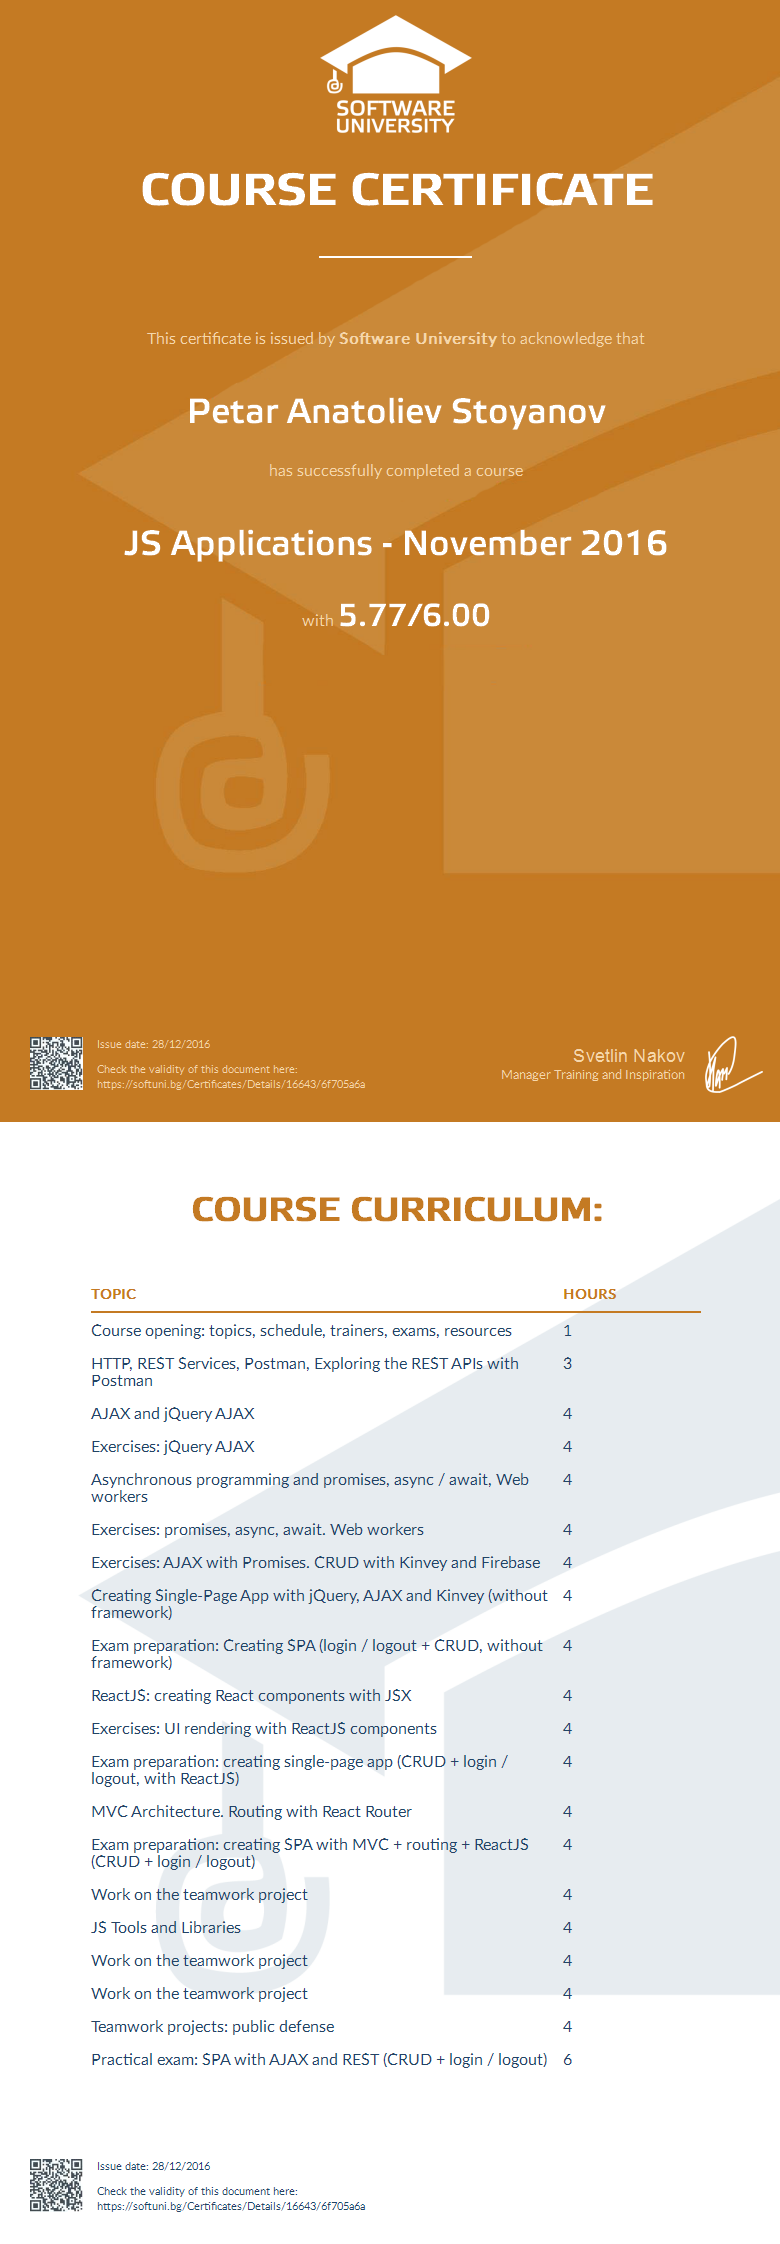 SOFTWARE
UNIVERSITY
COURSE CERTIFICATE
This certificate is issued by Software University to acknowledge that
Petar Anatoliev Stoyanov
has successfully completed a course
JS Applications - November 2016
with 5.77/6.00
Issue date: 28/12/2016
Check the validity of this document here:
https://softuni.bg/Certificates/Details/16643/6f705a6a
Svetlin Nakov
Manager Training and Inspiration
COURSE CURRICULUM:
TOPIC HOURS
Course opening: topics, schedule, trainers, exams, resources 1
HTTP, REST Services, Postman, Exploring the REST APIs with 3
Postman
AJAX and jQuery AJAX 4
Exercises: jQuery AJAX 4
Asynchronous programming and promises, async / await, Web 4
workers
Exercises: promises, async, await. Web workers 4
Exercises: AJAX with Promises. CRUD with Kinvey and Firebase 4
Creating Single-Page App with jQuery, AJAX and Kinvey (without 4
framework)
Exam preparation: Creating SPA (login / logout + CRUD, without 4
framework)
ReactJS: creating React components with JSX 4
Exercises: UI rendering with ReactJS components 4
Exam preparation: creating single-page app (CRUD + login / 4
logout, with ReactJS)
MVC Architecture. Routing with React Router 4
Exam preparation: creating SPA with MVC + routing + ReactJS 4
(CRUD + login / logout)
Work on the teamwork project 4
JS Tools and Libraries 4
Work on the teamwork project 4
Work on the teamwork project 4
Teamwork projects: public defense 4
Practical exam: SPA with AJAX and REST (CRUD + login / logout) 6
Issue date: 28/12/2016
Check the validity of this document here:
https://softuni.bg/Certificates/Details/16643/6f705a6a